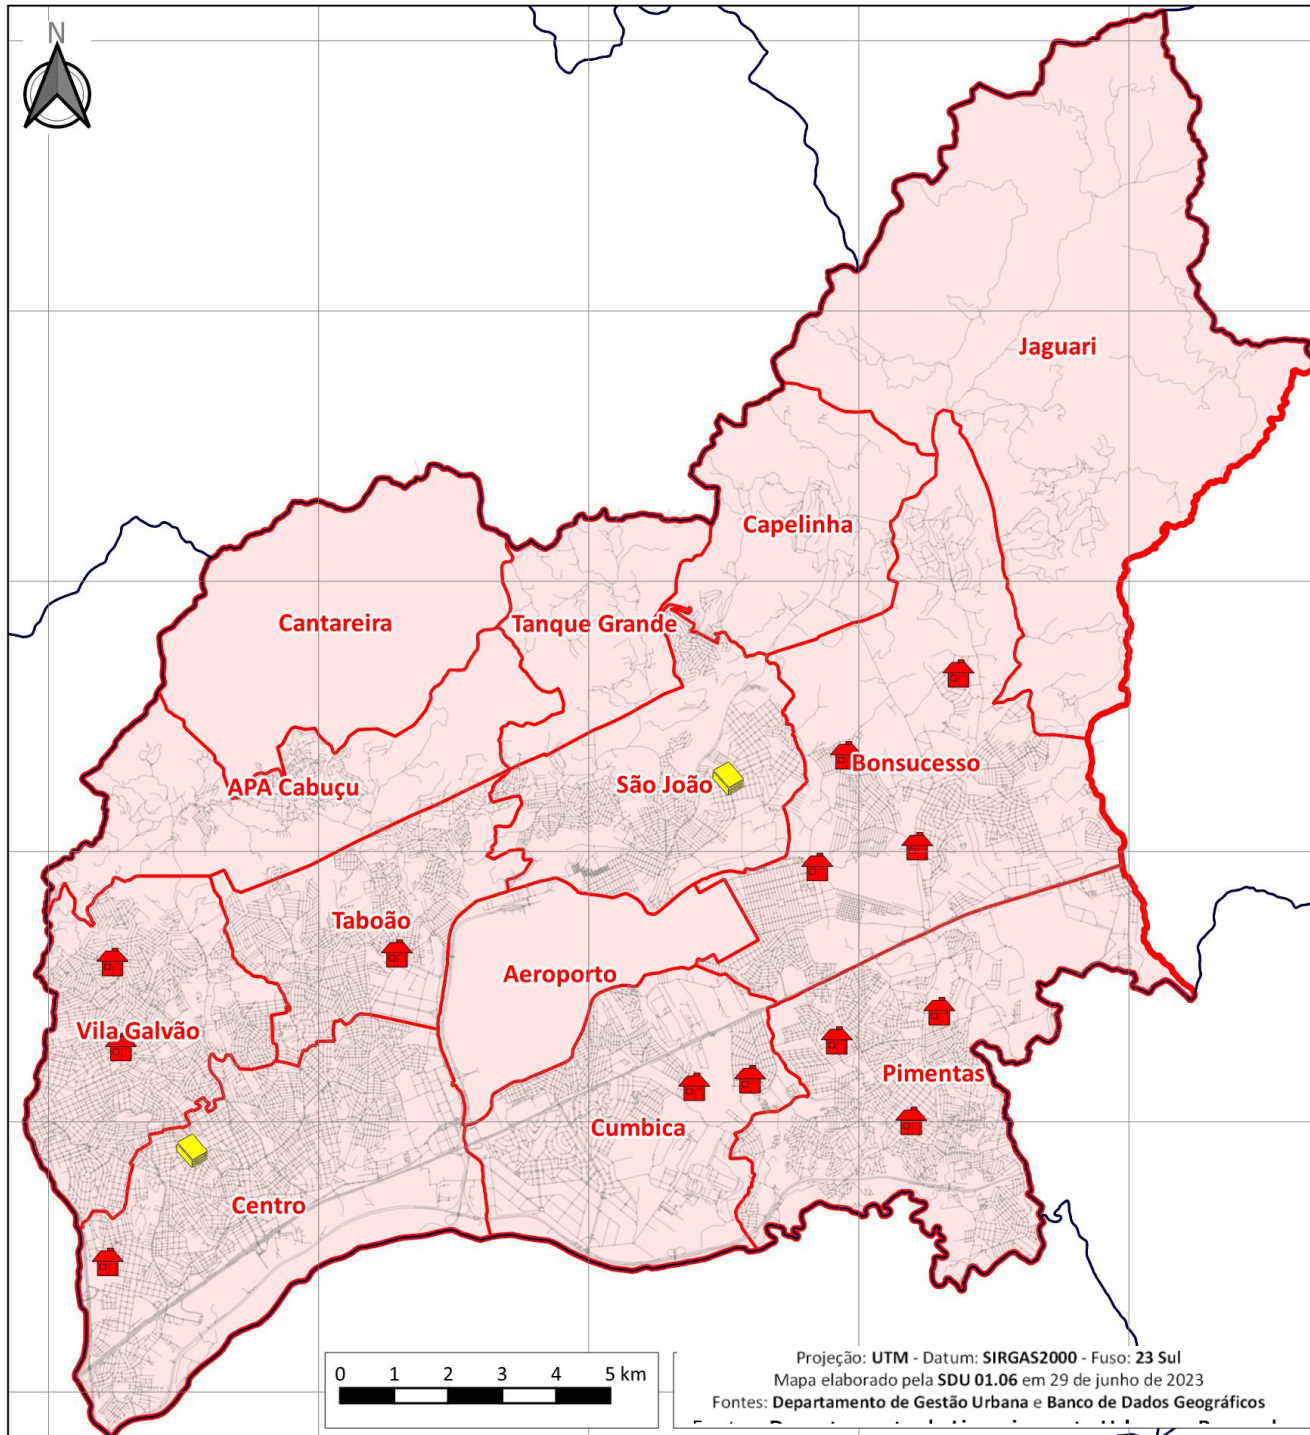 N
Jaguari
Capelinha
Cantareira
Tanque Grande
Bonsucesso
São João
APA Cabuçu
Taboão
Aeroporto
Vila Galvão
Pimentas
Cumbica
Centro
0 1 2 3 4 5 km
Projeção: UTM - Datum: SIRGAS2000 - Fuso: 23 Sul
Mapa elaborado pela SDU 01.06 em 29 de junho de 2023
Fontes: Departamento de Gestão Urbana e Banco de Dados Geográficos